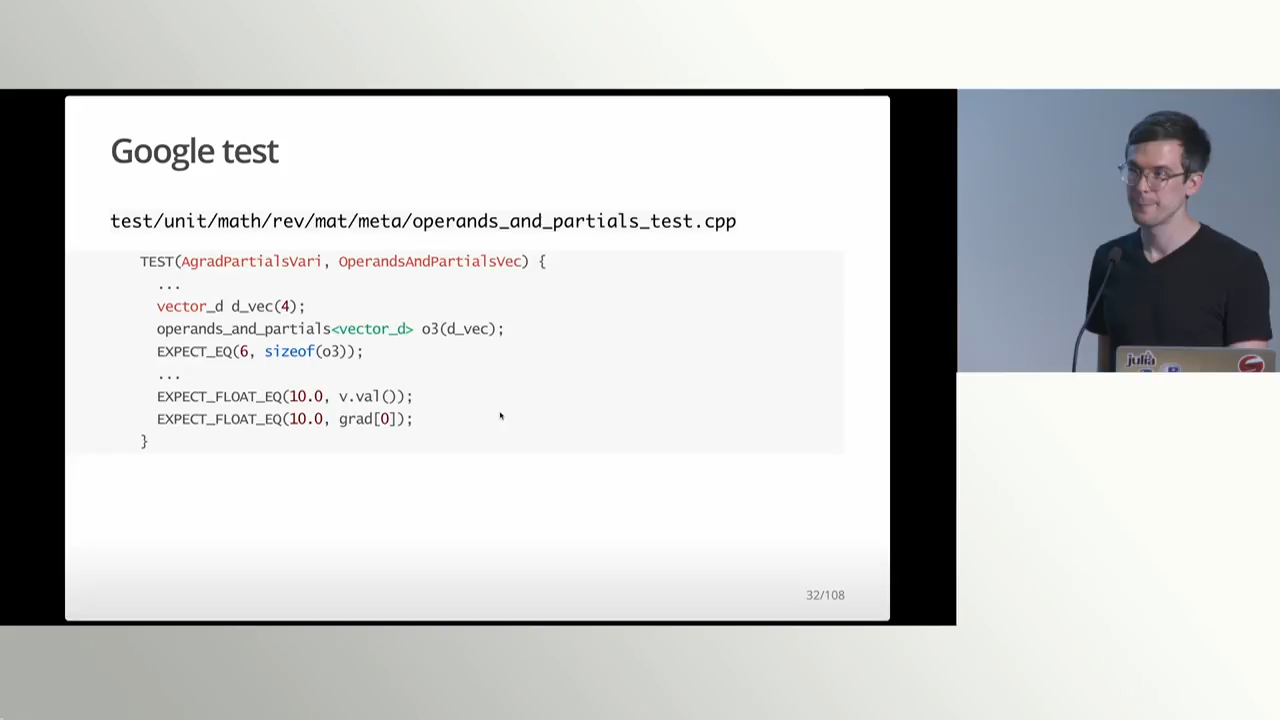 Google test
test/unit/math/rev/mat/meta/operands_and_partials_test.cpp
TEST(AgradPartialsVari, OperandsAndPartialsVec) {
...
vector_d d_vec(4);
operands_and_partials<vector_d> o3(d_vec);
EXPECT_EQ(6, sizeof(o3));
...
EXPECT_FLOAT_EQ(10.0, v.val());
EXPECT_FLOAT_EQ(10.0, grad[0]);
}
32/108
julia